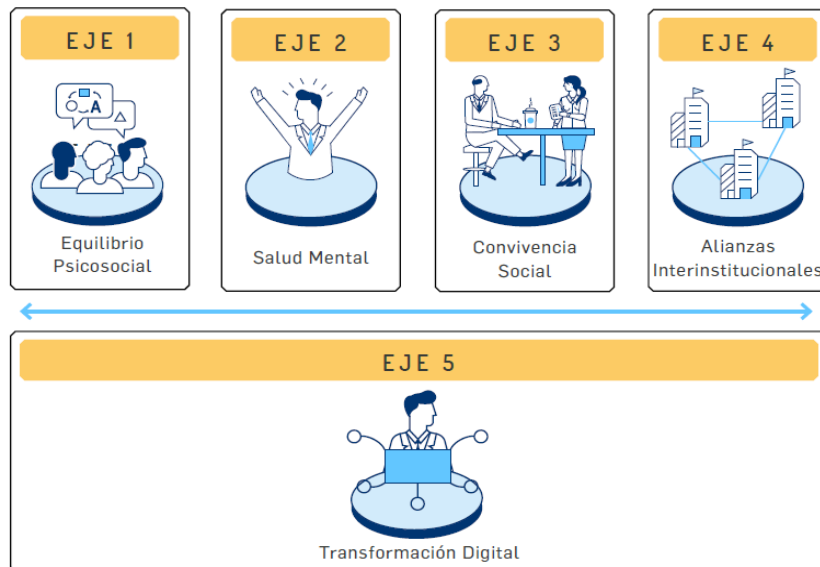 EJE 1
EJE 2
EJE 3
EJE 4
A
Equilibrio
Psicosocial
Salud Mental
Convivencia
Social
Alianzas
Interinstitucionales
EJE 5
Transformación Digital